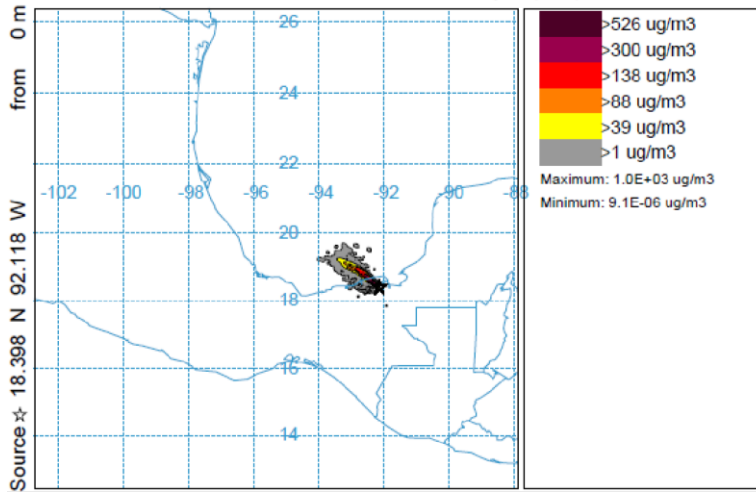 Source ☆ 18.398 N 92.118 W from 0 m
26
24
22
-102 -100 -98 -96 -94 -92 -90 -88
20
18
16
14
>526 ug/m3
>300 ug/m3
>138 ug/m3
>88 ug/m3
>39 ug/m3
>1 ug/m3
Maximum: 1.0E+03 ug/m3
Minimum: 9.1E-06 ug/m3